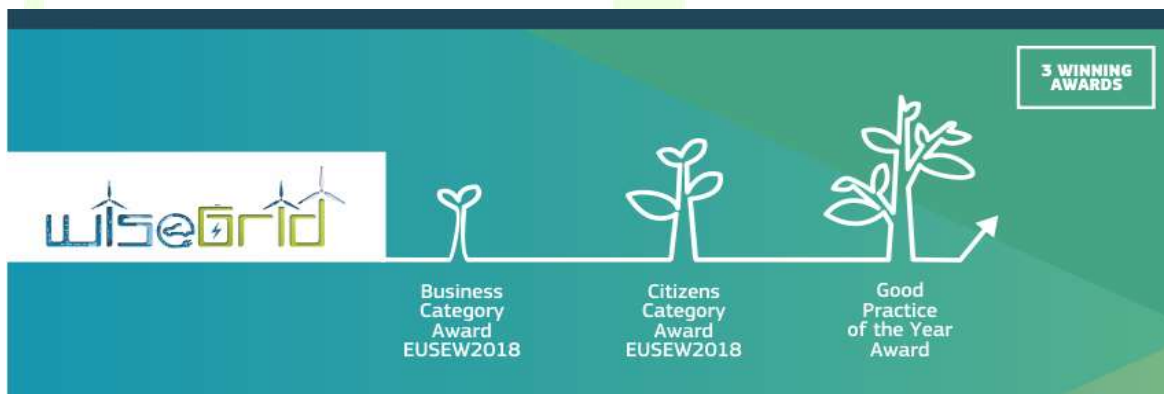 3 WINNING
AWARDS
wiseGrid
Business
Category
Award
EUSEW2018
Citizens
Category
Award
EUSEW2018
Good
Practice
of the Year
Award